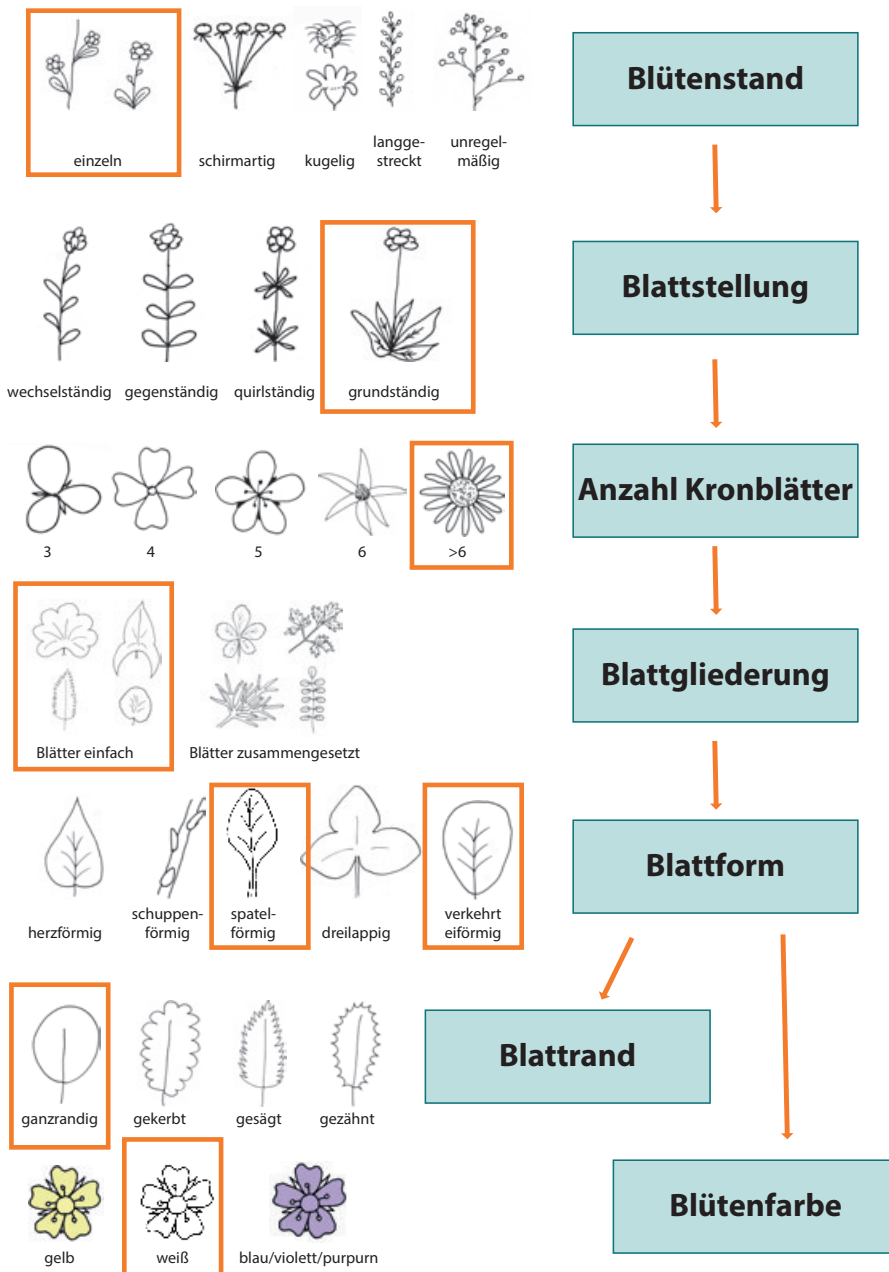 Blütenstand
einzeln
schirmartig
kugelig
langge-
streckt
unregel-
mäßig
Blattstellung
wechselständig
gegenständig
quirlständig
grundständig
Anzahl Kronblätter
3
4
5
6
>6
Blattgliederung
Blätter einfach
Blätter zusammengesetzt
Blattform
herzförmig
schuppen-
förmig
spatel-
förmig
dreilappig
verkehrt
eiförmig
Blattrand
ganzrandig
gekerbt
gesägt
gezähnt
Blütenfarbe
gelb
weiß
blau/violett/purpurn